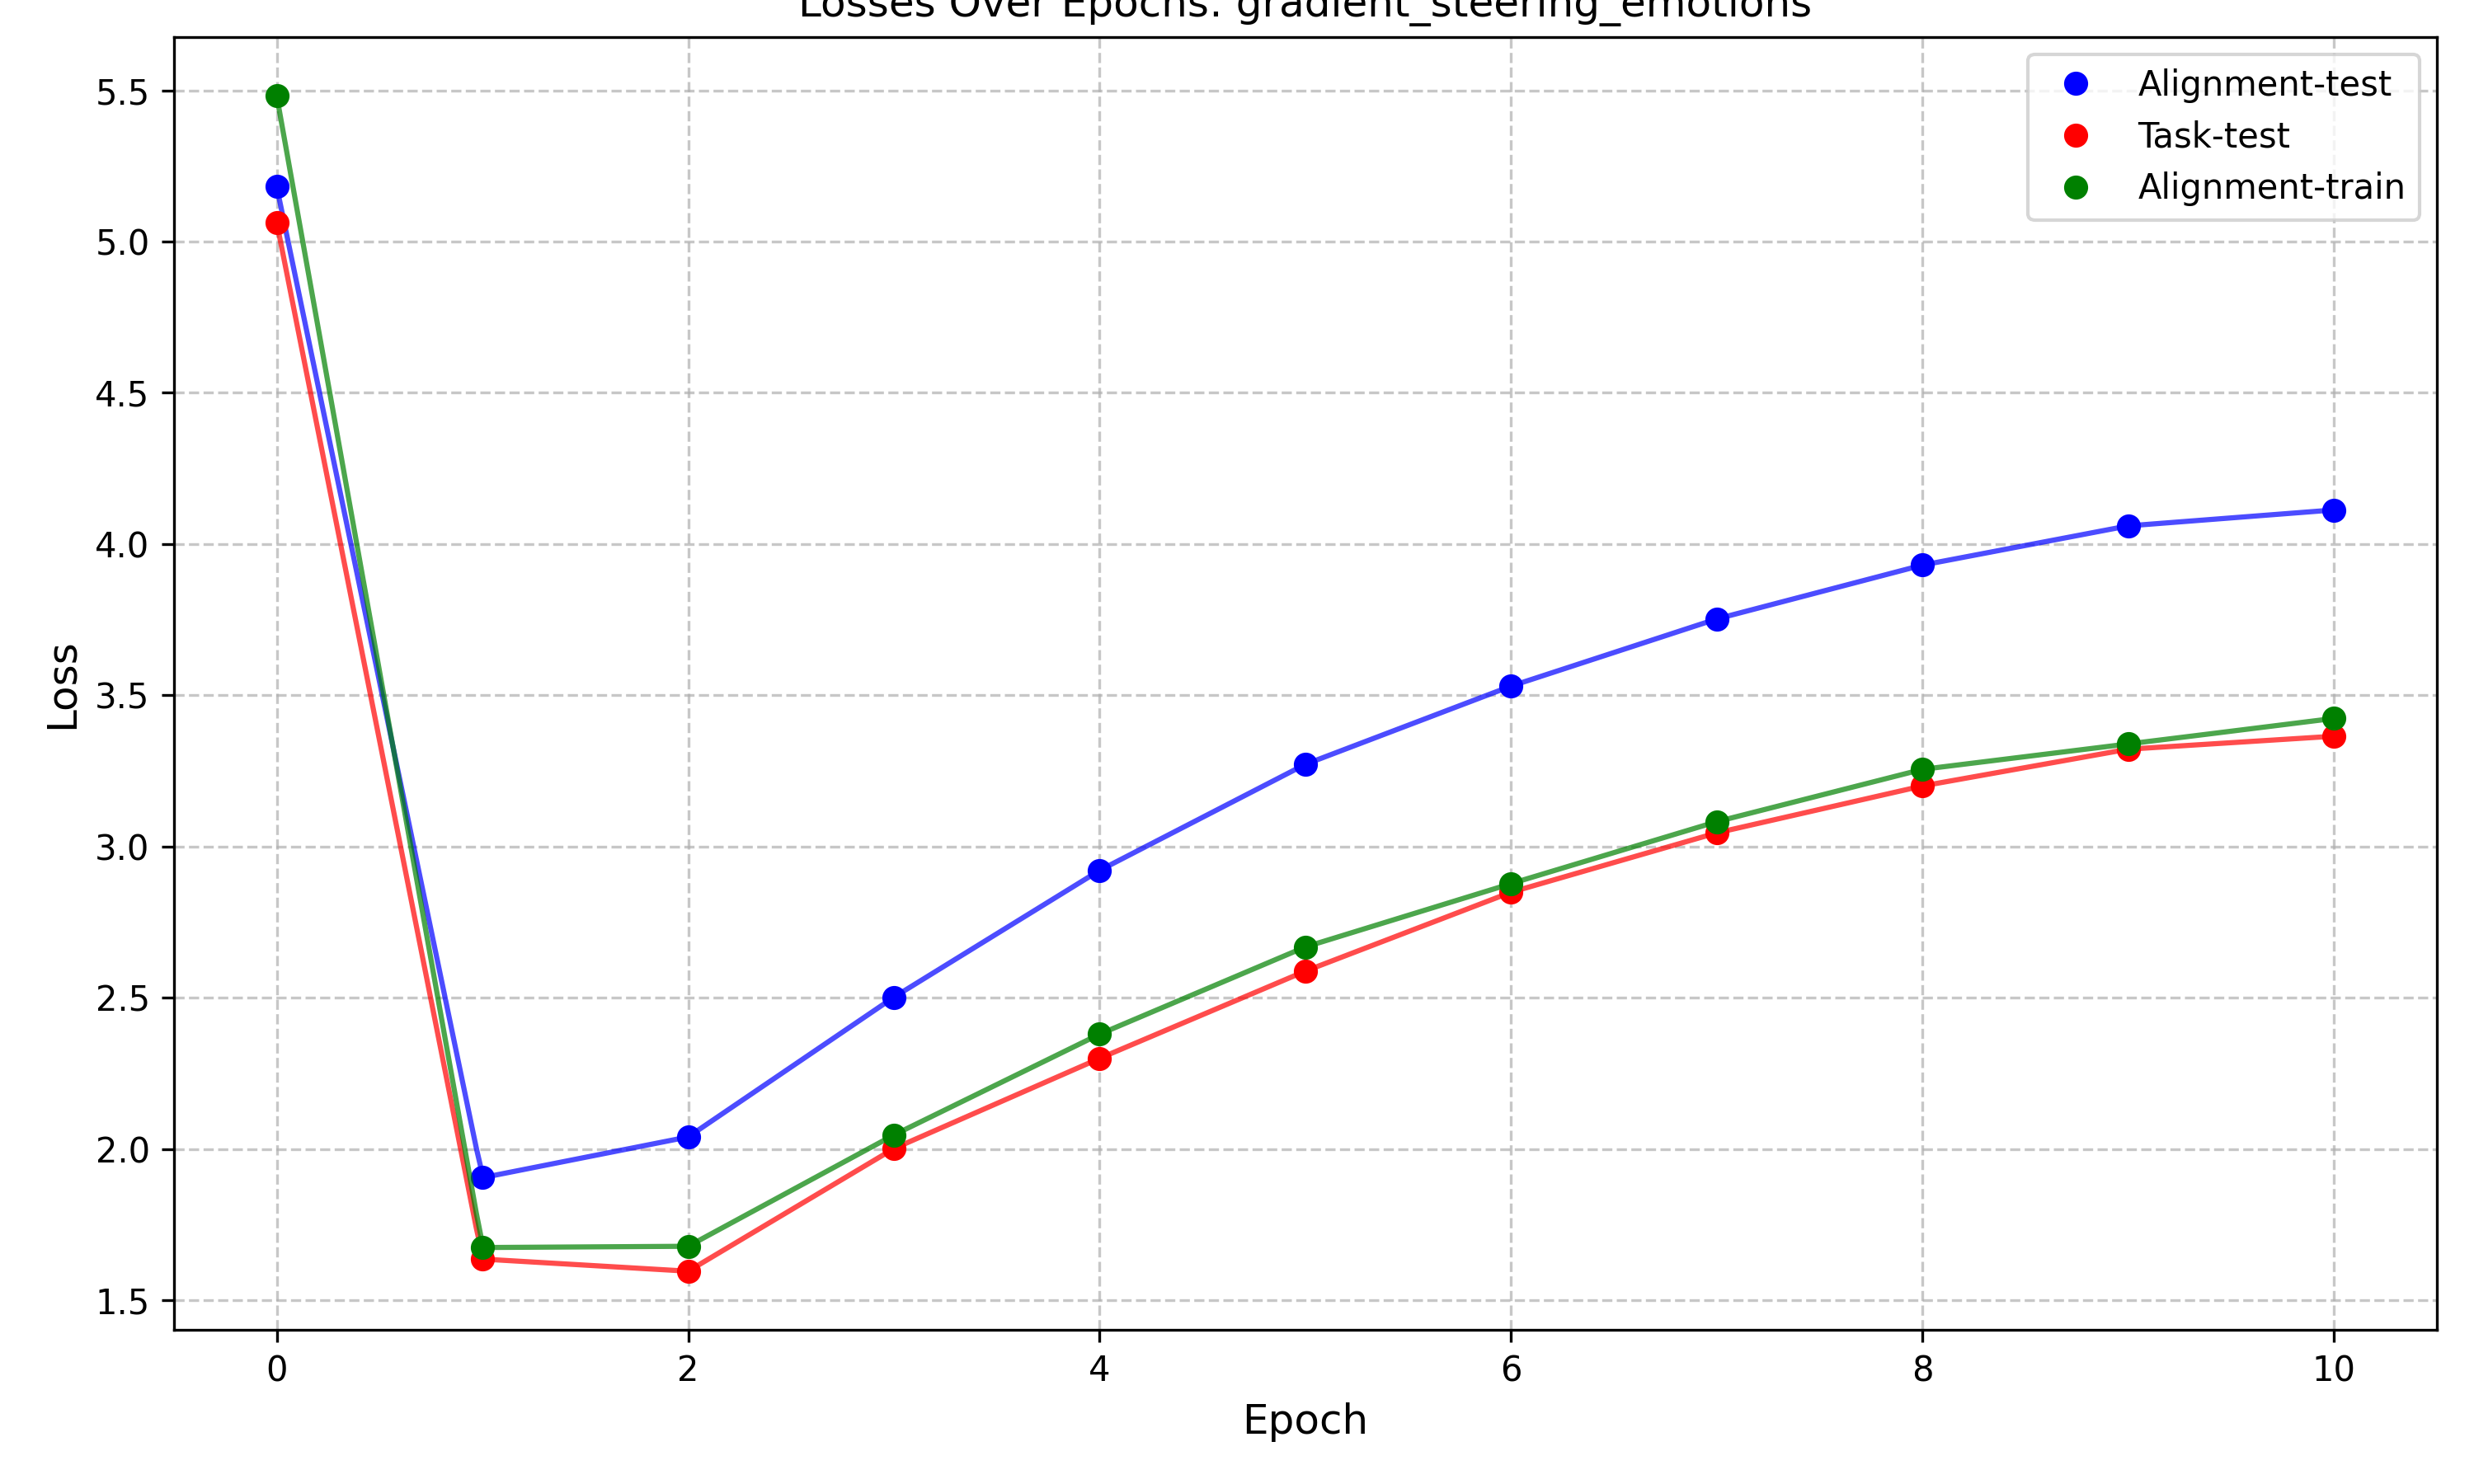 Losses Over Epochs: gradient_steering_emotions
5.5
5.0
4.5
4.0
3.5
3.0
2.5
2.0
1.5
Loss
0 2 4 6 8 10
Epoch
Alignment-test
Task-test
Alignment-train